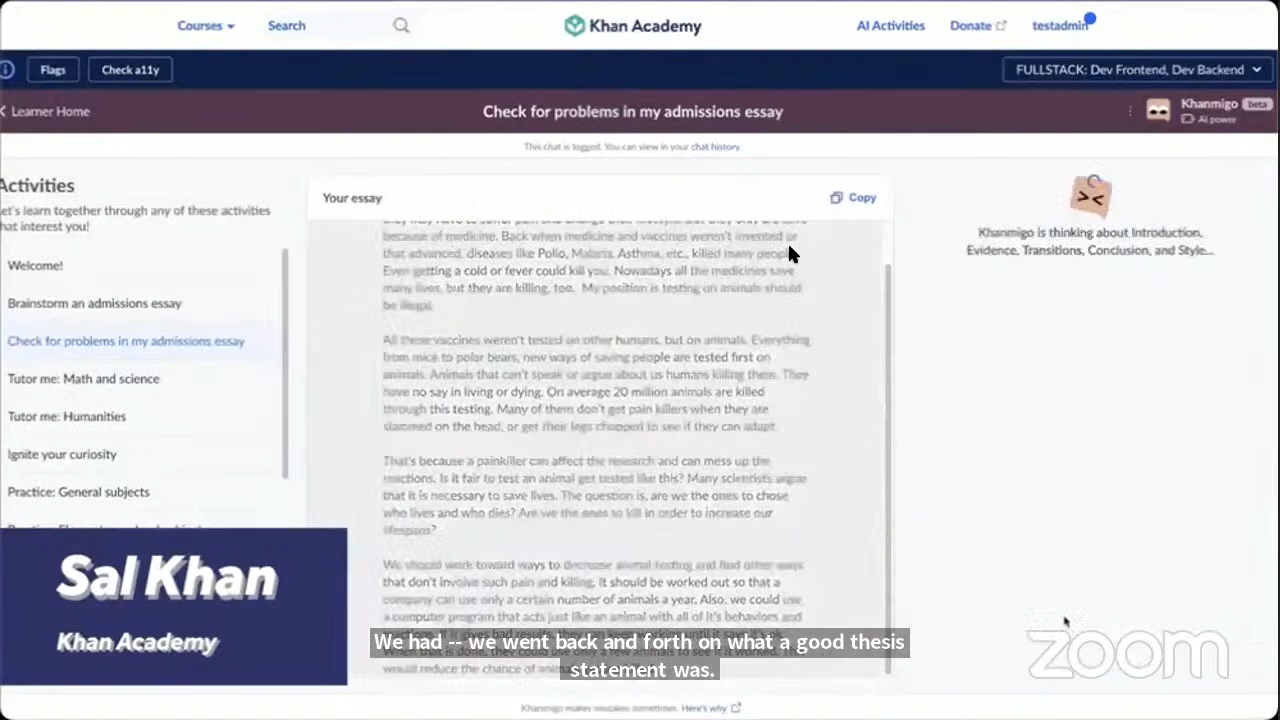 Courses
Search
Khan Academy
AI Activities
Donate
testadmin
Flags
Check a11y
FULLSTACK: Dev Frontend, Dev Backend
Learner Home
Check for problems in my admissions essay
Khanmigo beta
AI power
This chat is logged. You can view in your chat history.
Activities
Let's learn together through any of these activities
that interest you!
Welcome!
Brainstorm an admissions essay
Check for problems in my admissions essay
Tutor me: Math and science
Tutor me: Humanities
Ignite your curiosity
Practice: General subjects
Your essay
Copy
because of medicine. Back when medicine and vaccines weren't invented or
that advanced, diseases like Polio, Malaria, Asthma, etc., killed many people.
Even getting a cold or fever could kill you. Nowadays all the medicines save
many lives, but they are killing, too. My position is testing on animals should
be illegal.
All these vaccines weren't tested on other humans, but on animals. Everything
from mice to polar bears, new ways of saving people are tested first on
animals. Animals that can't speak or argue about us humans killing them. They
have no say in living or dying. On average 20 million animals are killed
through this testing. Many of them don't get pain killers when they are
slammed on the head, or get their legs chopped to see if they can adapt.
That's because a painkiller can affect the research and can mess up the
reactions. Is it fair to test an animal get tested like this? Many scientists argue
that it is necessary to save lives. The question is, are we the ones to chose
who lives and who dies? Are we the ones to kill in order to increase our
lifespans?
We should work toward ways to decrease animal testing and find other ways
that don't involve such pain and killing. It should be worked out so that a
company can use only a certain number of animals a year. Also, we could use
a computer program that acts just like an animal with all of it's behaviors and
would reduce the chance of
Khanmigo is thinking about Introduction,
Evidence, Transitions, Conclusion, and Style...
Sal Khan
Khan Academy
We had -- we went back and forth on what a good thesis
statement was.
zoom
Khanmigo makes mistakes sometimes. Here's why